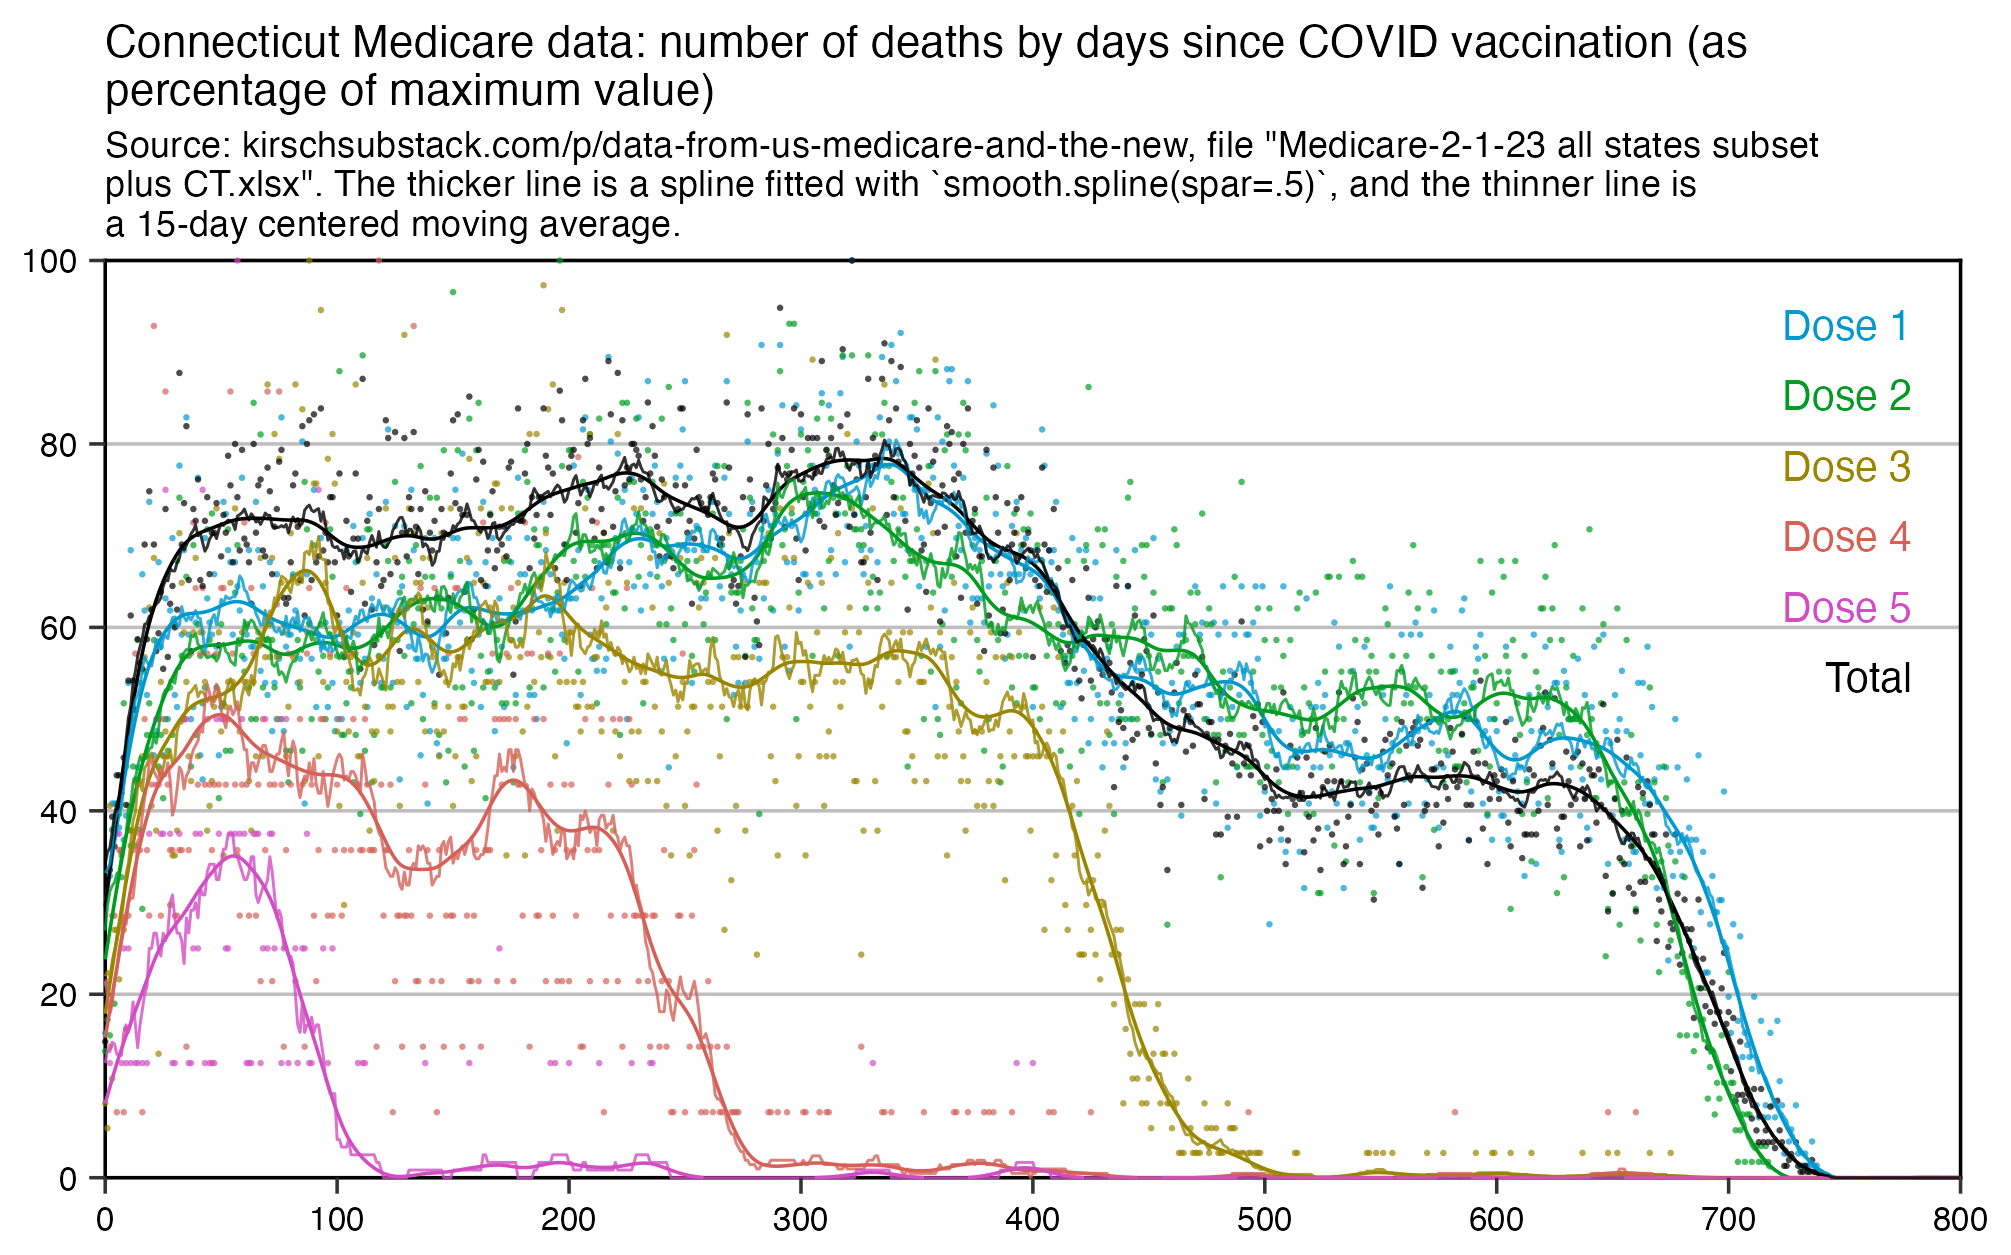 Connecticut Medicare data: number of deaths by days since COVID vaccination (as
percentage of maximum value)
Source: kirschsubstack.com/p/data-from-us-medicare-and-the-new, file "Medicare-2-1-23 all states subset
plus CT.xlsx". The thicker line is a spline fitted with `smooth.spline(spar=.5)`, and the thinner line is
a 15-day centered moving average.
100
80
60
40
20
0
Dose 1
Dose 2
Dose 3
Dose 4
Dose 5
Total
0 100 200 300 400 500 600 700 800